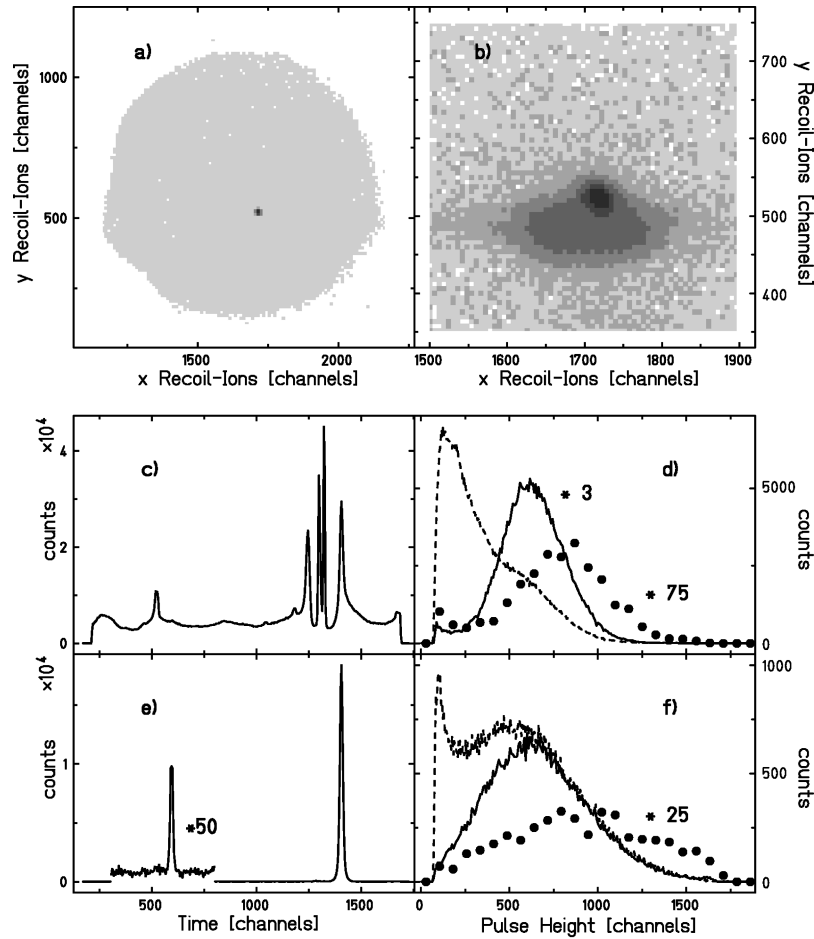 a)
1000
500
y Recoil-Ions [channels]
1500
2000
x Recoil-Ions [channels]
b)
700
600
500
400
y Recoil-Ions [channels]
1500
1600
1700
1800
1900
x Recoil-Ions [channels]
c)
×10⁴
4
2
0
counts
d)
* 3
* 75
5000
0
counts
e)
×10⁴
1
0
counts
*50
500
1000
1500
Time [channels]
f)
* 25
1000
500
0
counts
0
500
1000
1500
Pulse Height [channels]